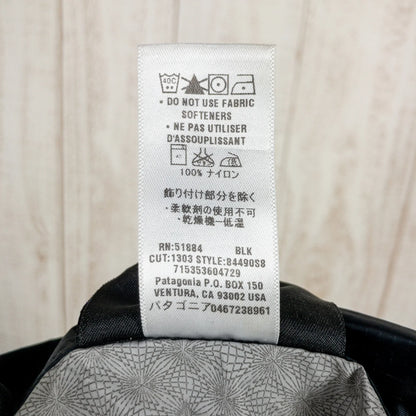 40C
• DO NOT USE FABRIC
SOFTENERS
• NE PAS UTILISER
D'ASSOUPLISSANT
100% ナイロン
飾り付け部分を除く
・柔軟剤の使用不可
・乾燥機ー低温
RN:51884 BLK
CUT:1303 STYLE:84490S8
715353604729
Patagonia P.O. BOX 150
VENTURA, CA 93002 USA
パタゴニア0467238961